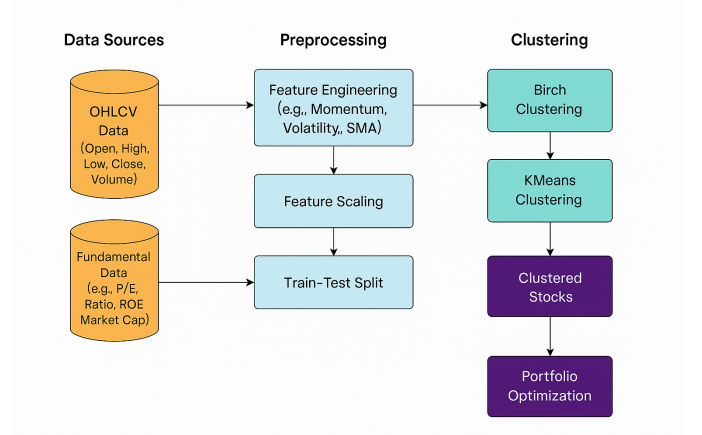 Data Sources
OHLCV
Data
(Open, High,
Low, Close,
Volume)
Fundamental
Data
(e.g., P/E,
Ratio, ROE
Market Cap)
Preprocessing
Feature Engineering
(e.g,, Momentum,
Volatility,, SMA)
Feature Scaling
Train-Test Split
Clustering
Birch
Clustering
KMeans
Clustering
Clustered
Stocks
Portfolio
Optimization